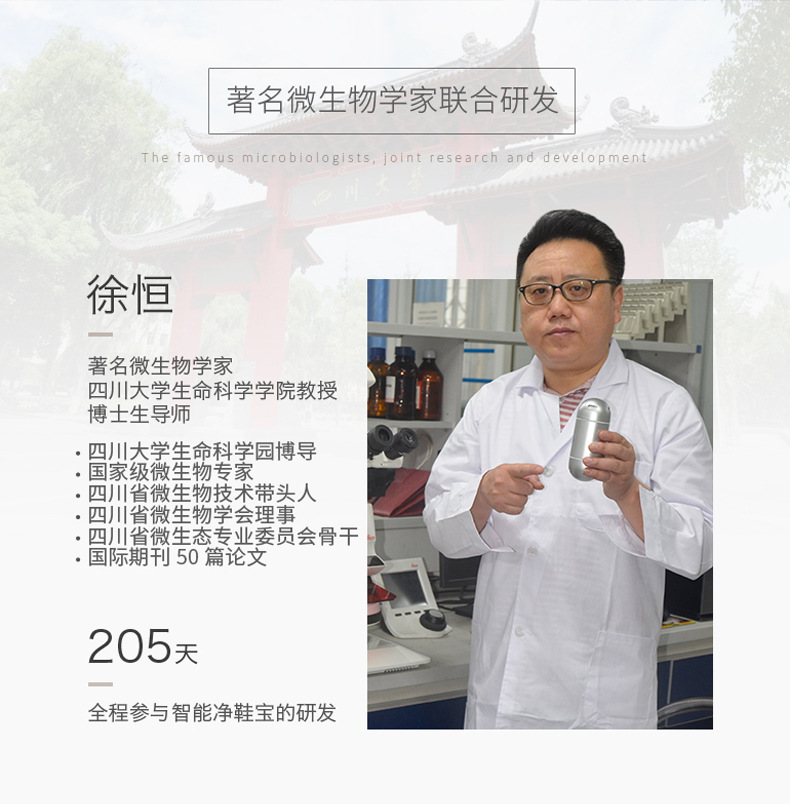 著名微生物学家联合研发
The famous microbiologists, joint research and development
四川大学
徐恒
著名微生物学家
四川大学生命科学学院教授
博士生导师
• 四川大学生命科学园博导
• 国家级微生物专家
• 四川省微生物技术带头人
• 四川省微生物学会理事
• 四川省微生态专业委员会骨干
• 国际期刊 50 篇论文
205天
全程参与智能净鞋宝的研发